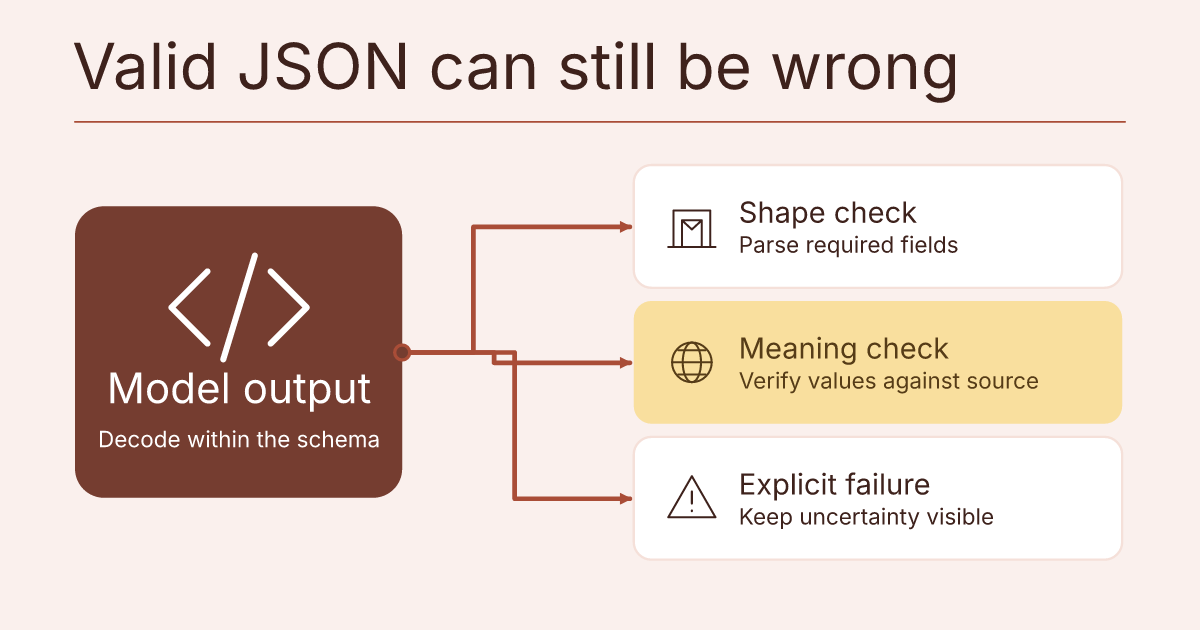 Valid JSON can still be wrong
Model output
Decode within the schema
Shape check
Parse required fields
Meaning check
Verify values against source
Explicit failure
Keep uncertainty visible